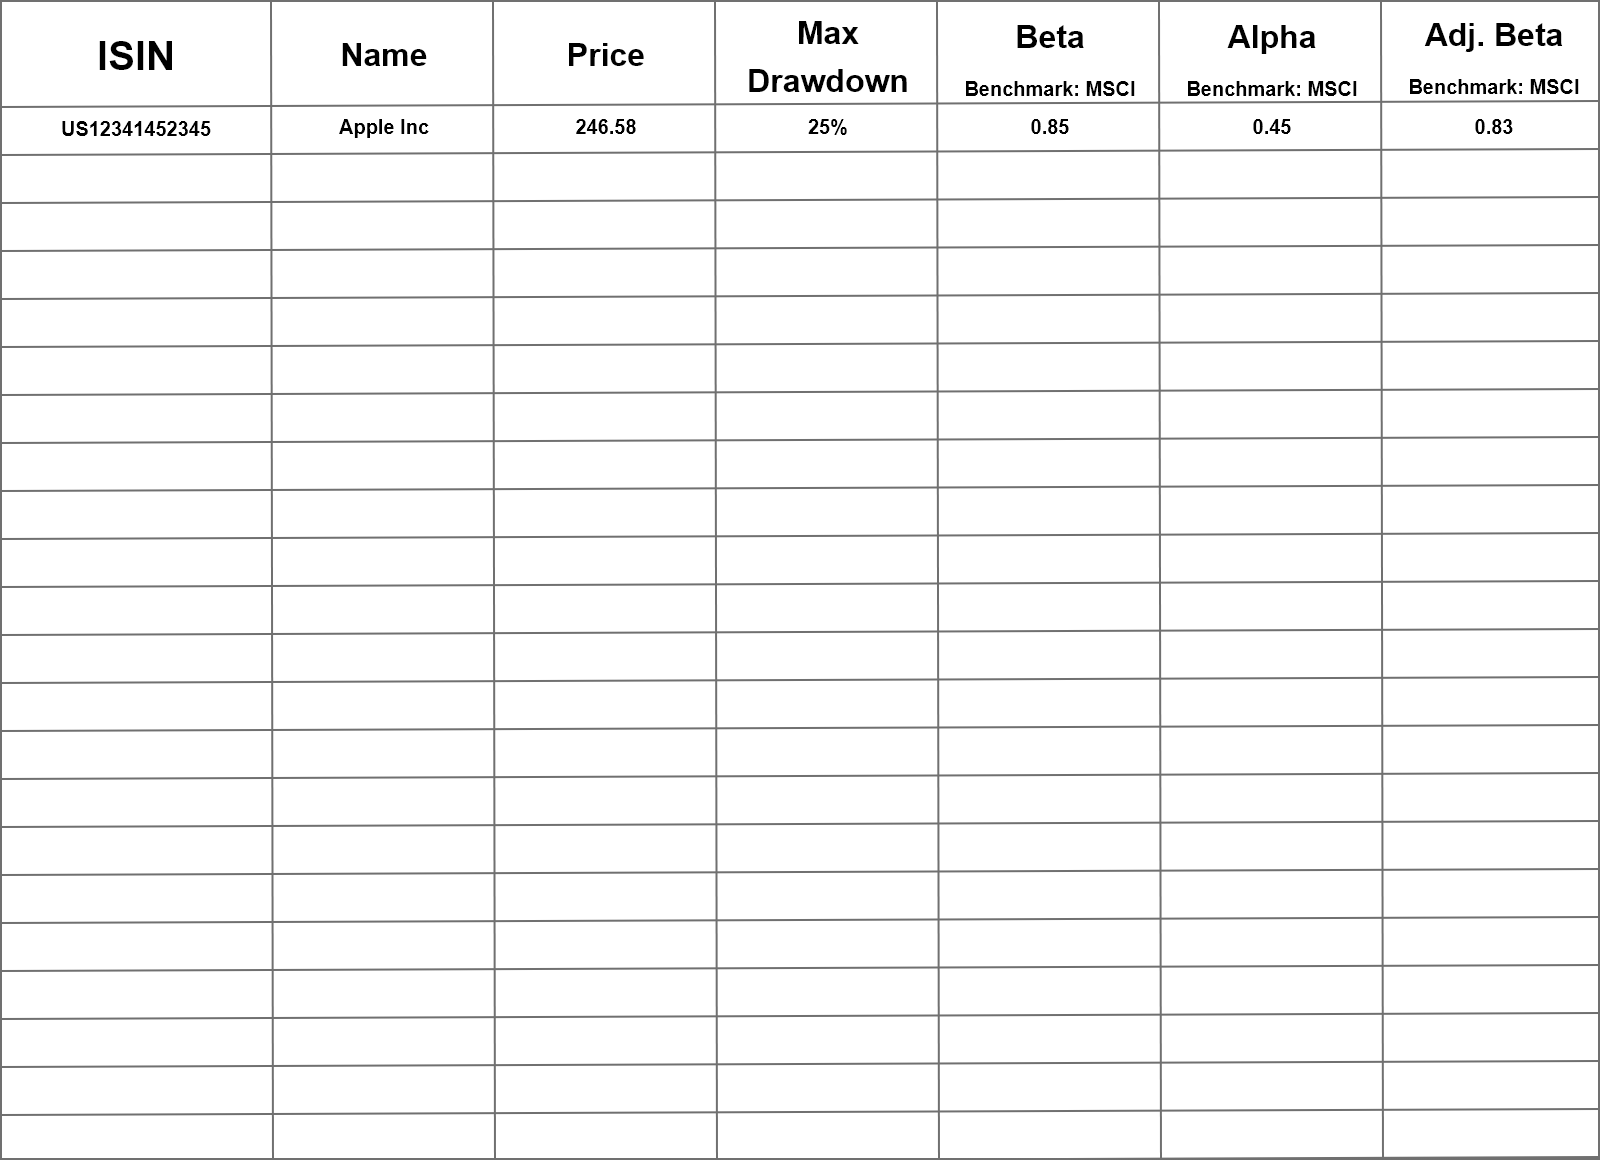 ISIN
Name
Price
Max
Drawdown
Beta
Benchmark: MSCI
Alpha
Benchmark: MSCI
Adj. Beta
Benchmark: MSCI
US12341452345
Apple Inc
246.58
25%
0.85
0.45
0.83